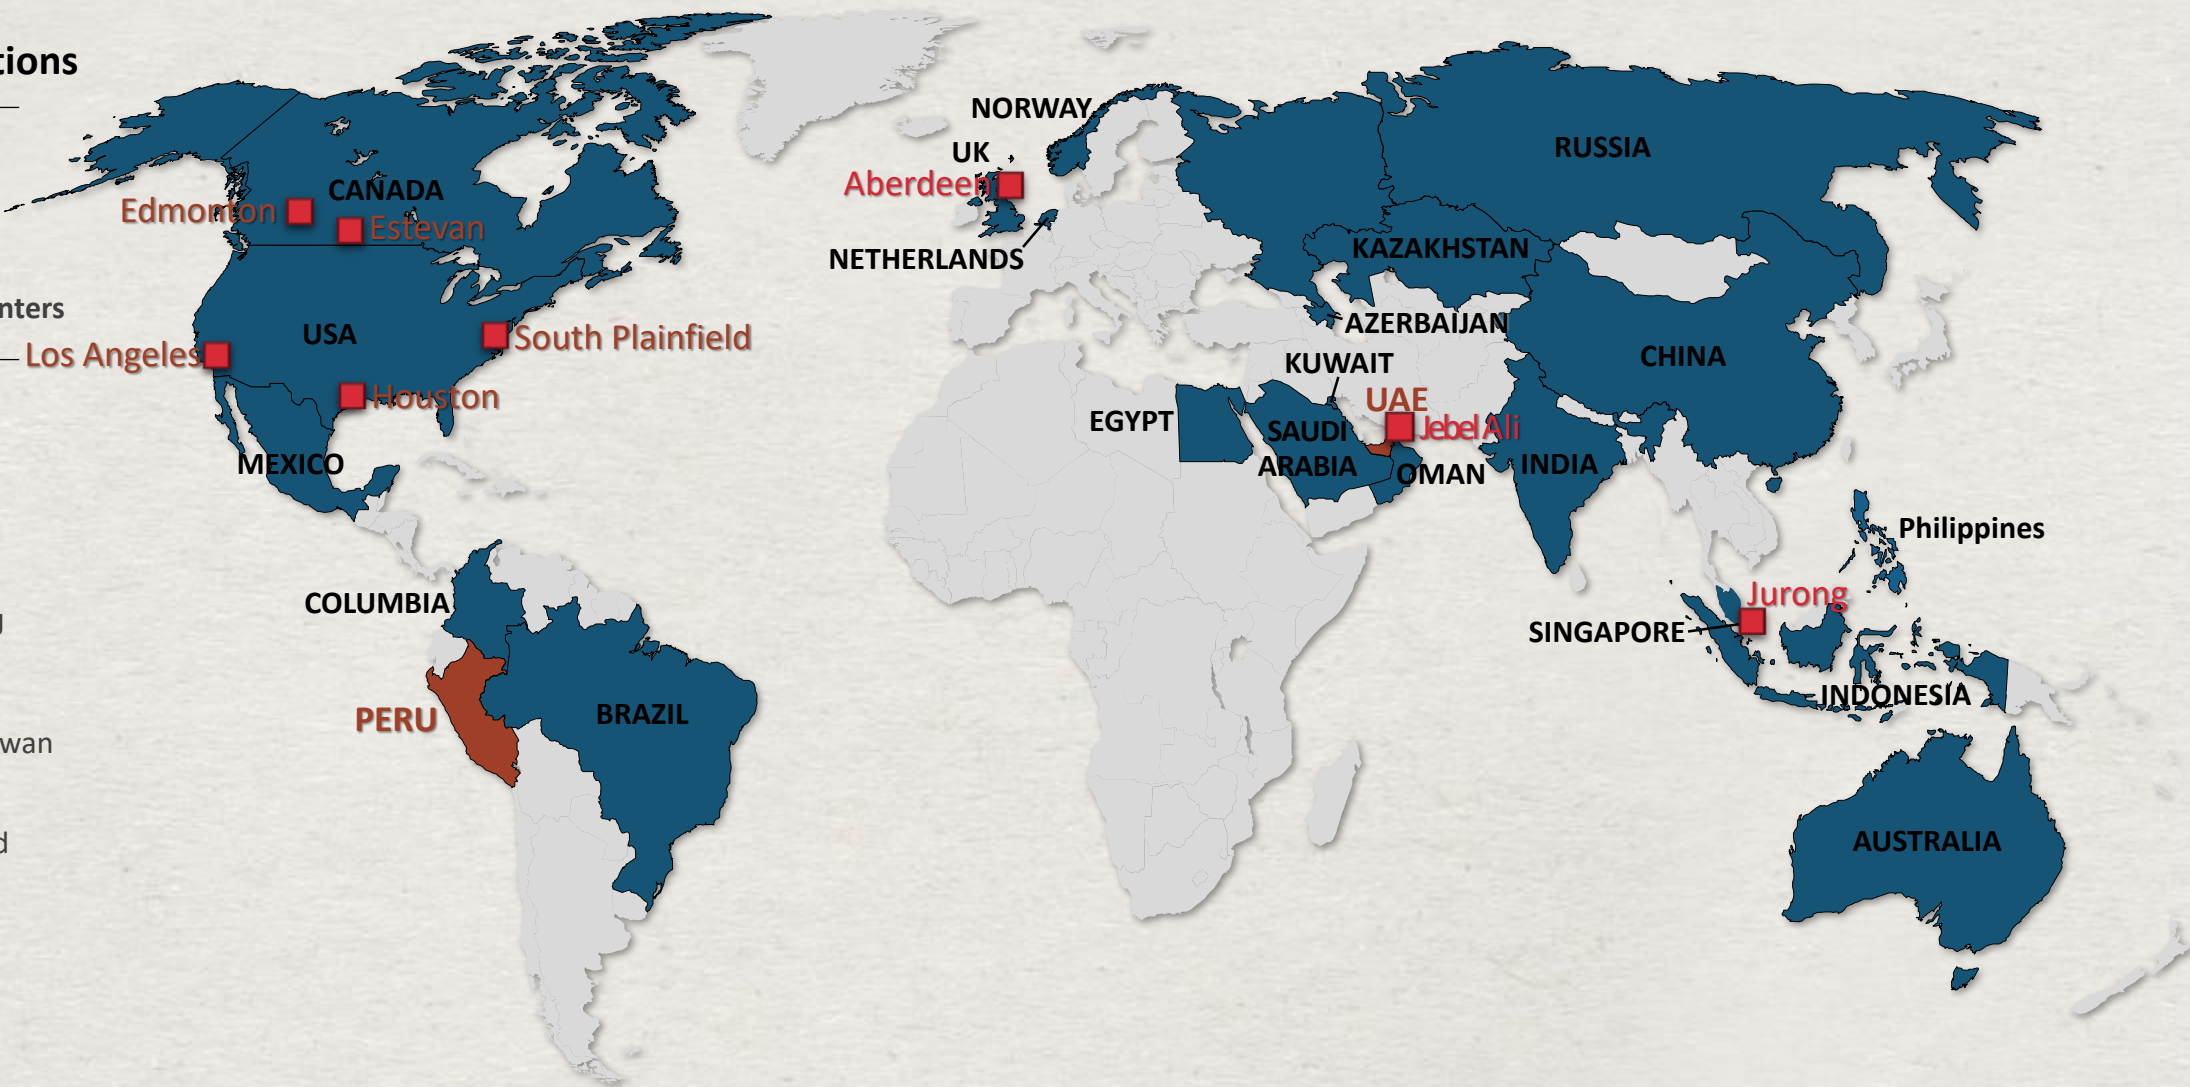 tions
NORWAY
UK
RUSSIA
Aberdeen
CANADA
Edmonton
Estevan
NETHERLANDS
KAZAKHSTAN
nters
USA
South Plainfield
AZERBAIJAN
Los Angeles
CHINA
KUWAIT
Houston
UAE
EGYPT
Jebel Ali
SAUDI
ARABIA
MEXICO
OMAN
INDIA
Philippines
COLUMBIA
Jurong
g
SINGAPORE
INDONESIA
PERU
BRAZIL
wan
AUSTRALIA
d